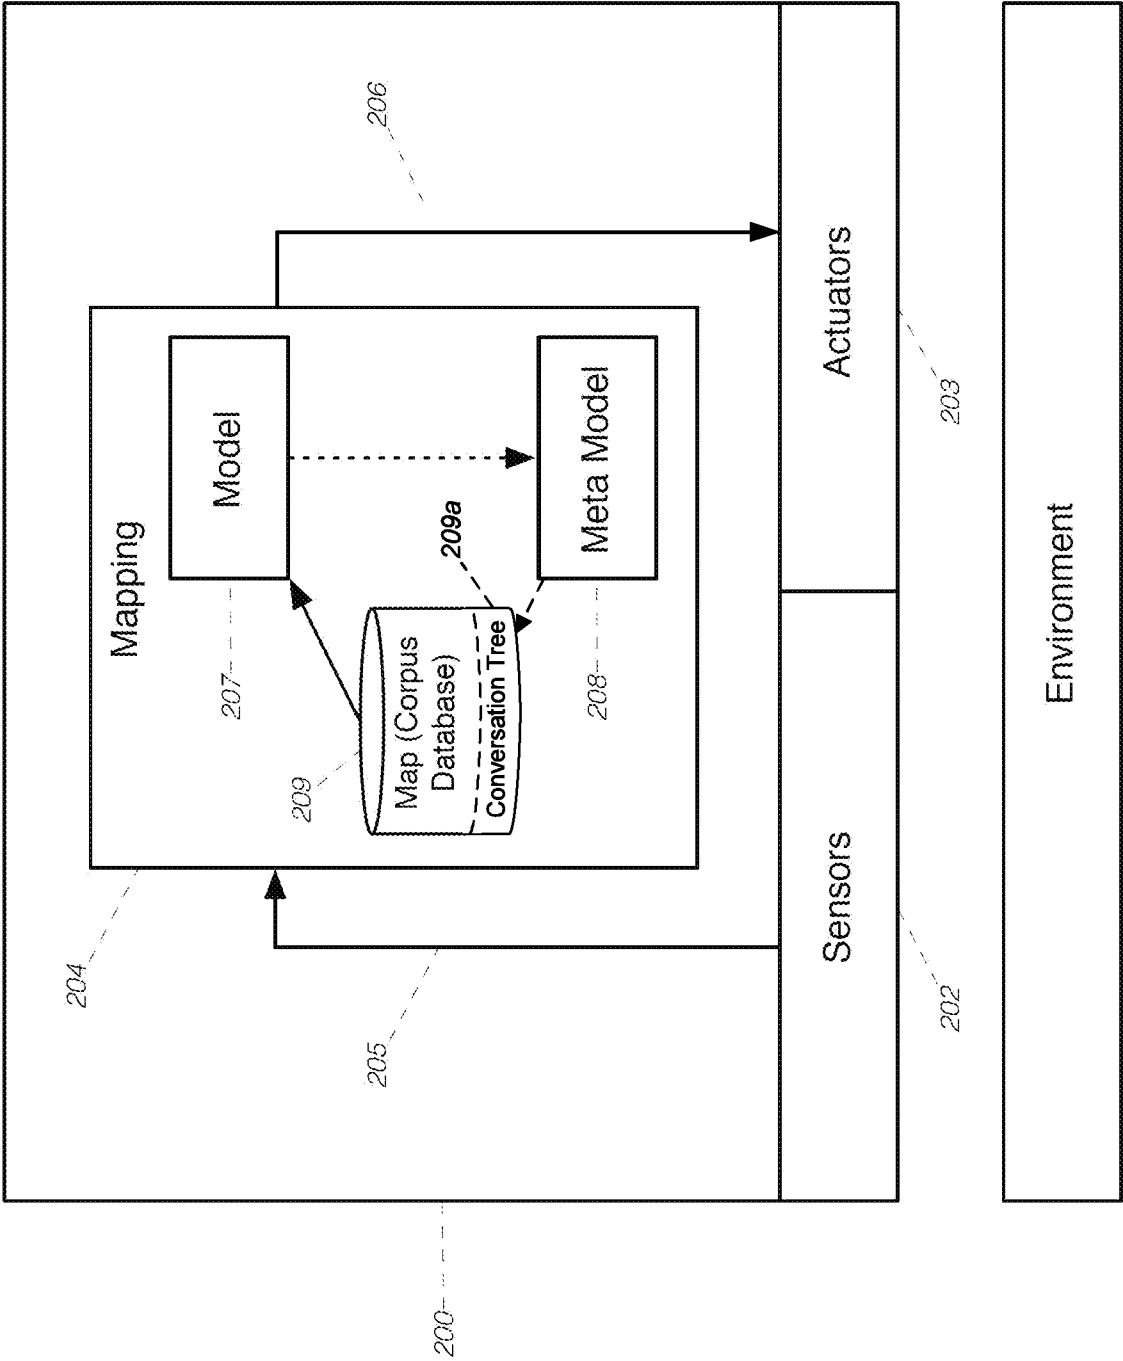 204
Mapping
207
Model
209
205
206
Map (Corpus
Database)
200
209a
Conversation Tree
208
Meta Model
Sensors
Actuators
202
203
Environment